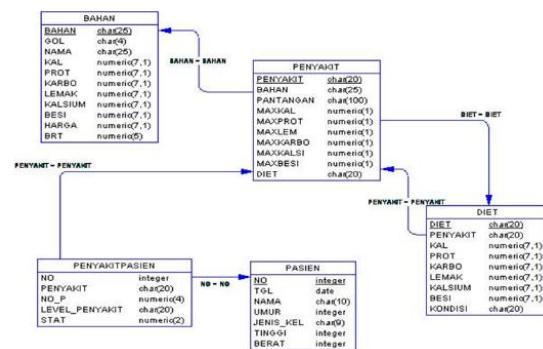 BAHAN
BAHAN char(25)
GOL char(4)
NAMA char(25)
KAL numeric(7,1)
PROT numeric(7,1)
KARBO numeric(7,1)
LEMAK numeric(7,1)
KALSIUM numeric(7,1)
BESI numeric(7,1)
HARGA numeric(7,1)
BRT numeric(5)
BAHAN = BAHAN
PENYAKIT
PENYAKIT char(20)
BAHAN char(25)
PANTANGAN char(100)
MAXKAL numeric(1)
MAXPROT numeric(1)
MAXLEM numeric(1)
MAXKARBO numeric(1)
MAXKALSI numeric(1)
MAXBESI numeric(1)
DIET char(20)
DIET = DIET
PENYAKIT = PENYAKIT
PENYAKIT = PENYAKIT
DIET
DIET char(20)
PENYAKIT char(20)
KAL numeric(7,1)
PROT numeric(7,1)
KARBO numeric(7,1)
LEMAK numeric(7,1)
KALSIUM numeric(7,1)
BESI numeric(7,1)
KONDISI char(20)
PENYAKITPASIEN
NO integer
PENYAKIT char(20)
NO_P numeric(4)
LEVEL_PENYAKIT char(20)
STAT numeric(2)
NO = NO
PASIEN
NO integer
TGL date
NAMA char(10)
UMUR integer
JENIS_KEL char(9)
TINGGI integer
BERAT integer